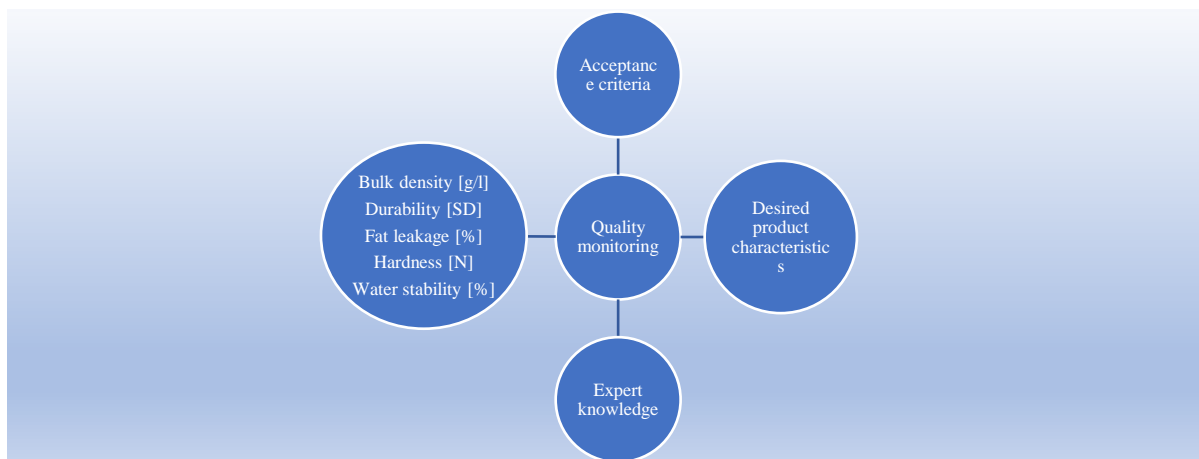 Acceptanc
e criteria
Bulk density [g/l]
Durability [SD]
Fat leakage [%]
Hardness [N]
Water stability [%]
Quality
monitoring
Desired
product
characteristic
s
Expert
knowledge